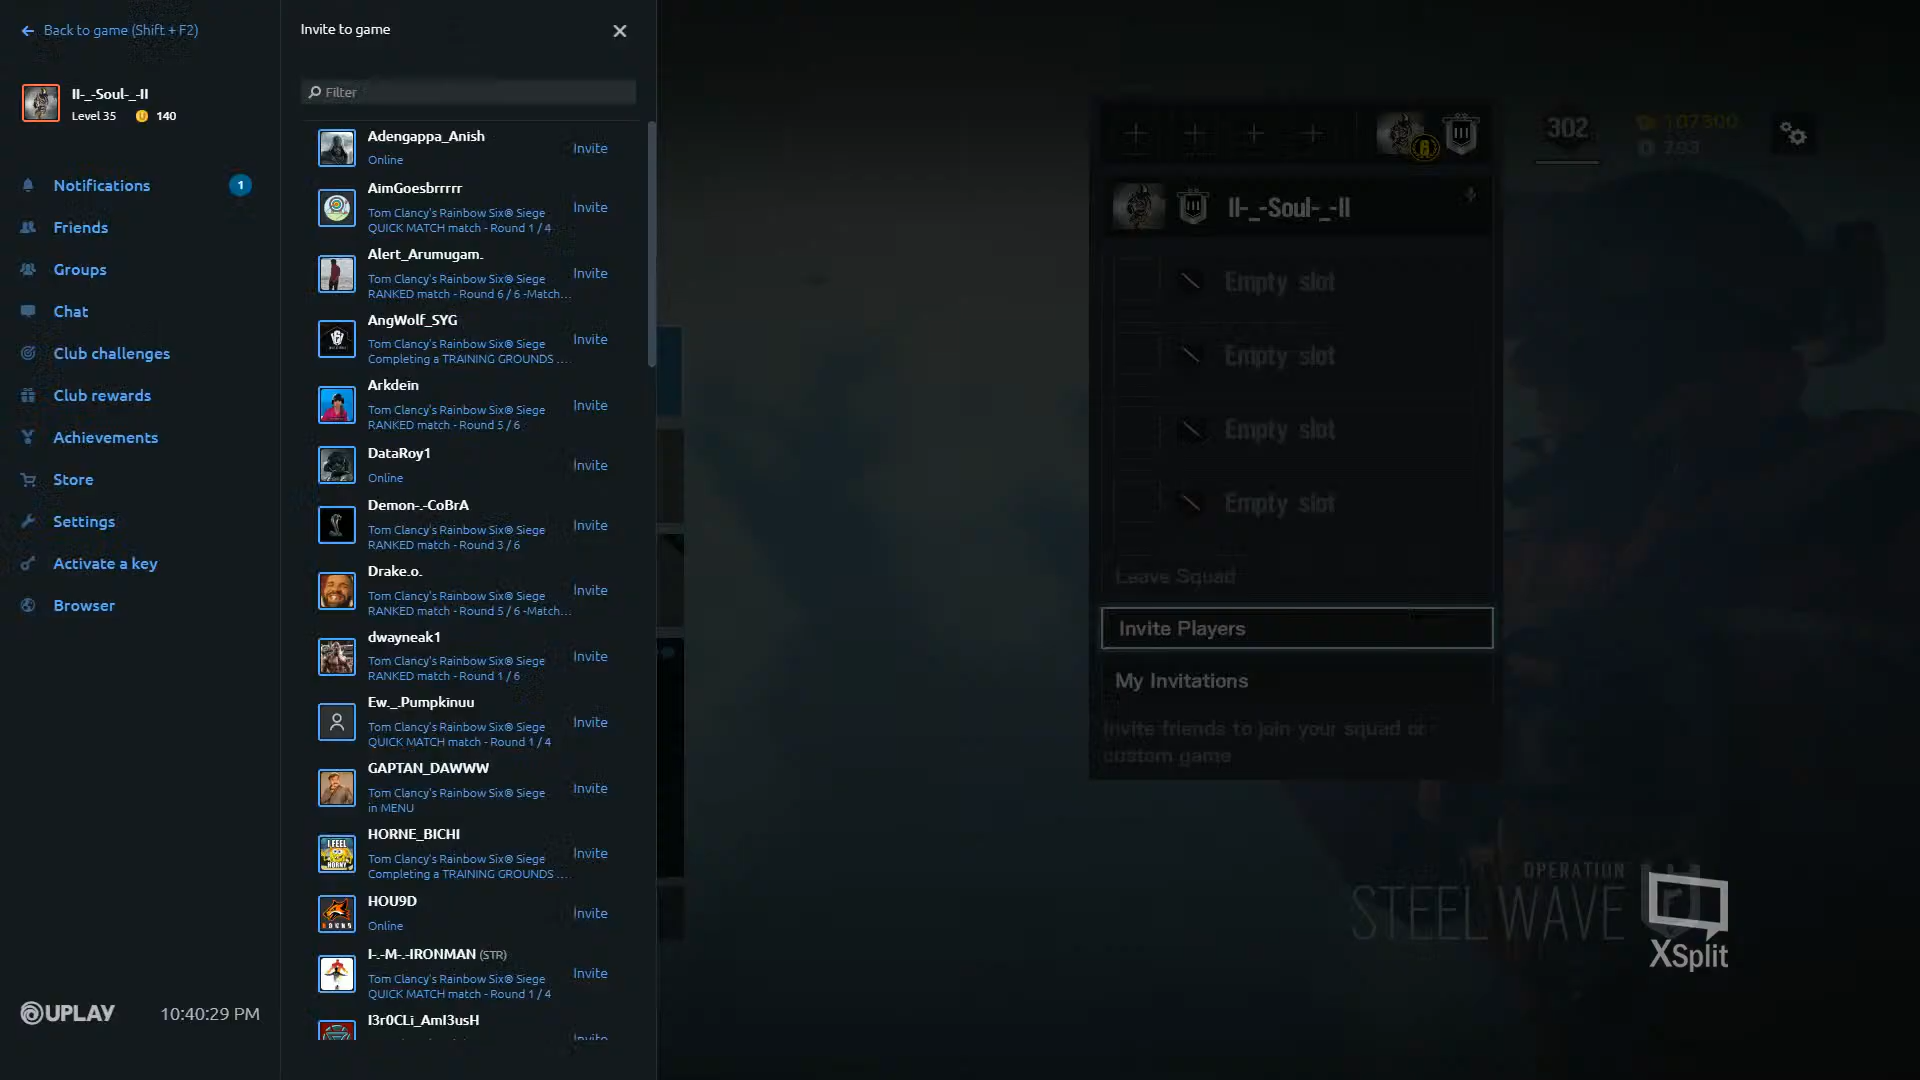 Back to game (Shift + F2)
II-_-Soul-_-II
Level 35 140
Notifications 1
Friends
Groups
Chat
Club challenges
Club rewards
Achievements
Store
Settings
Activate a key
Browser
UPLAY 10:40:29 PM
Invite to game
Filter
Adengappa_Anish
Online
Invite
AimGoesbrrrrr
Tom Clancy's Rainbow Six® Siege
QUICK MATCH match - Round 1 / 4
Invite
Alert_Arumugam.
Tom Clancy's Rainbow Six® Siege
RANKED match - Round 6 / 6 -Match...
Invite
AngWolf_SYG
Tom Clancy's Rainbow Six® Siege
Completing a TRAINING GROUNDS ...
Invite
Arkdein
Tom Clancy's Rainbow Six® Siege
RANKED match - Round 5 / 6
Invite
DataRoy1
Online
Invite
Demon-.-CoBrA
Tom Clancy's Rainbow Six® Siege
RANKED match - Round 3 / 6
Invite
Drake.o.
Tom Clancy's Rainbow Six® Siege
RANKED match - Round 5 / 6 -Match...
Invite
dwayneak1
Tom Clancy's Rainbow Six® Siege
RANKED match - Round 1 / 6
Invite
Ew._.Pumpkinuu
Tom Clancy's Rainbow Six® Siege
QUICK MATCH match - Round 1 / 4
Invite
GAPTAN_DAWWW
Tom Clancy's Rainbow Six® Siege
in MENU
Invite
I FEEL
HORNY
HORNE_BICHI
Tom Clancy's Rainbow Six® Siege
Completing a TRAINING GROUNDS ...
Invite
HOU9D
Online
Invite
I-.-M-.-IRONMAN (STR)
Tom Clancy's Rainbow Six® Siege
QUICK MATCH match - Round 1 / 4
Invite
I3r0CLi_AmI3usH
Invite
302
107300
293
II-_-Soul-_-II
Empty slot
Empty slot
Empty slot
Empty slot
Leave Squad
Invite Players
My Invitations
Invite friends to join your squad or
custom game
OPERATION
STEEL WAVE
XSplit